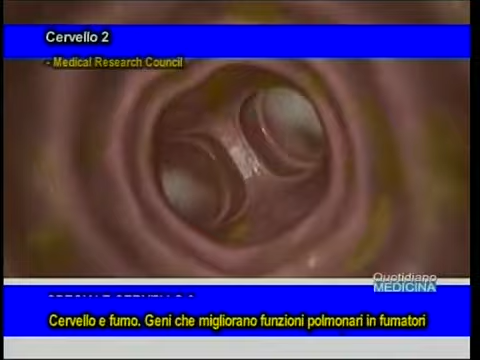 Cervello 2
- Medical Research Council
Quotidiano
MEDICINA
Cervello e fumo. Geni che migliorano funzioni polmonari in fumatori